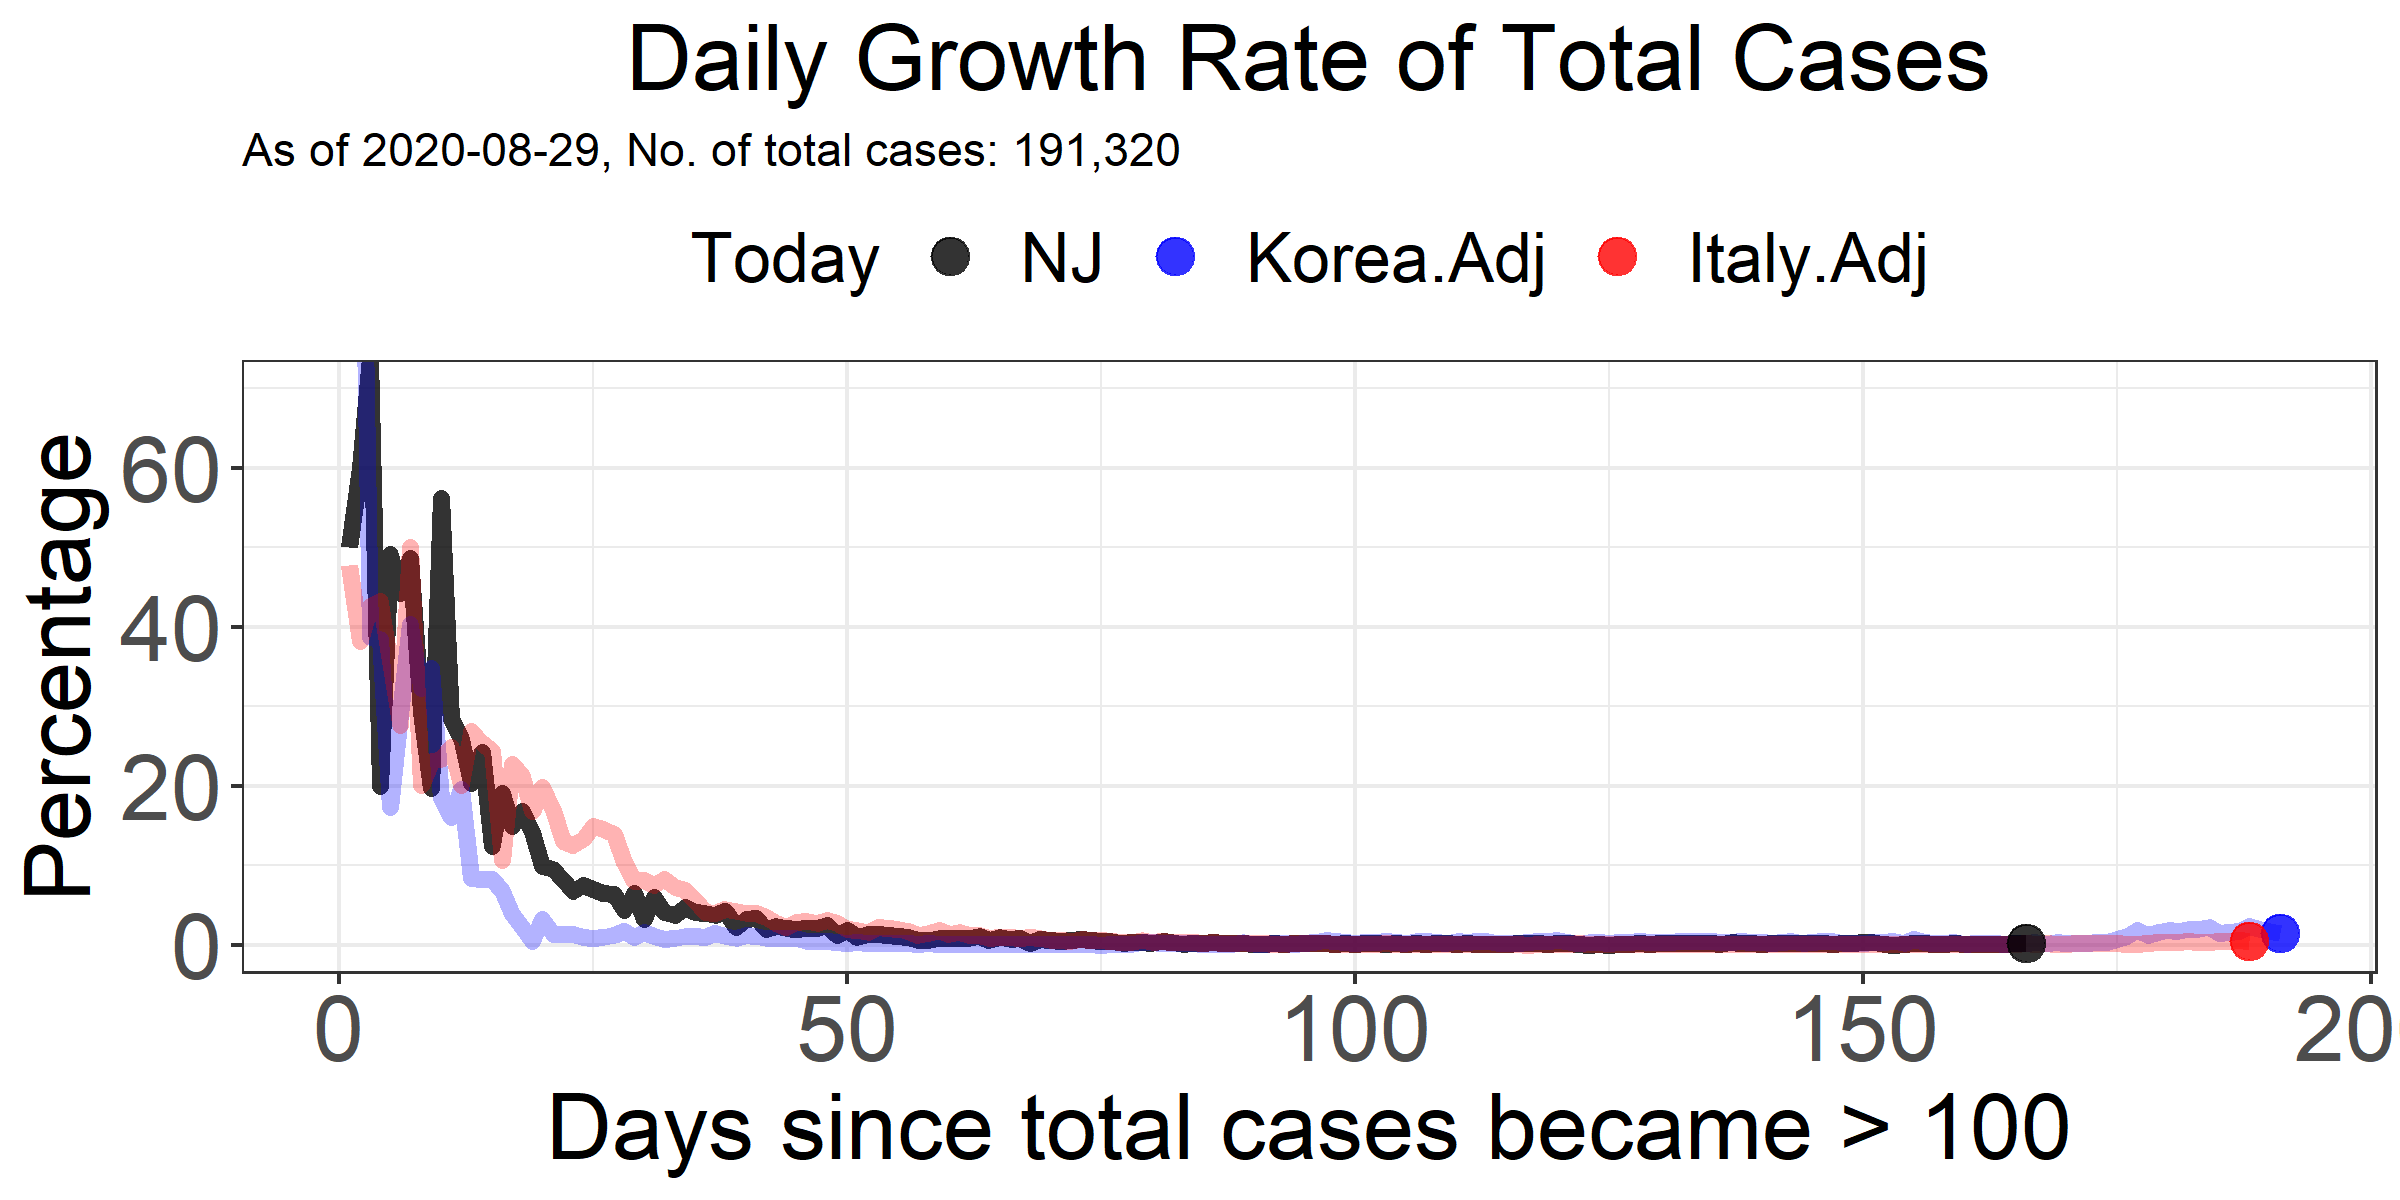 Daily Growth Rate of Total Cases
As of 2020-08-29, No. of total cases: 191,320
Today NJ Korea.Adj Italy.Adj
Percentage
60
40
20
0
0 50 100 150 20
Days since total cases became > 100